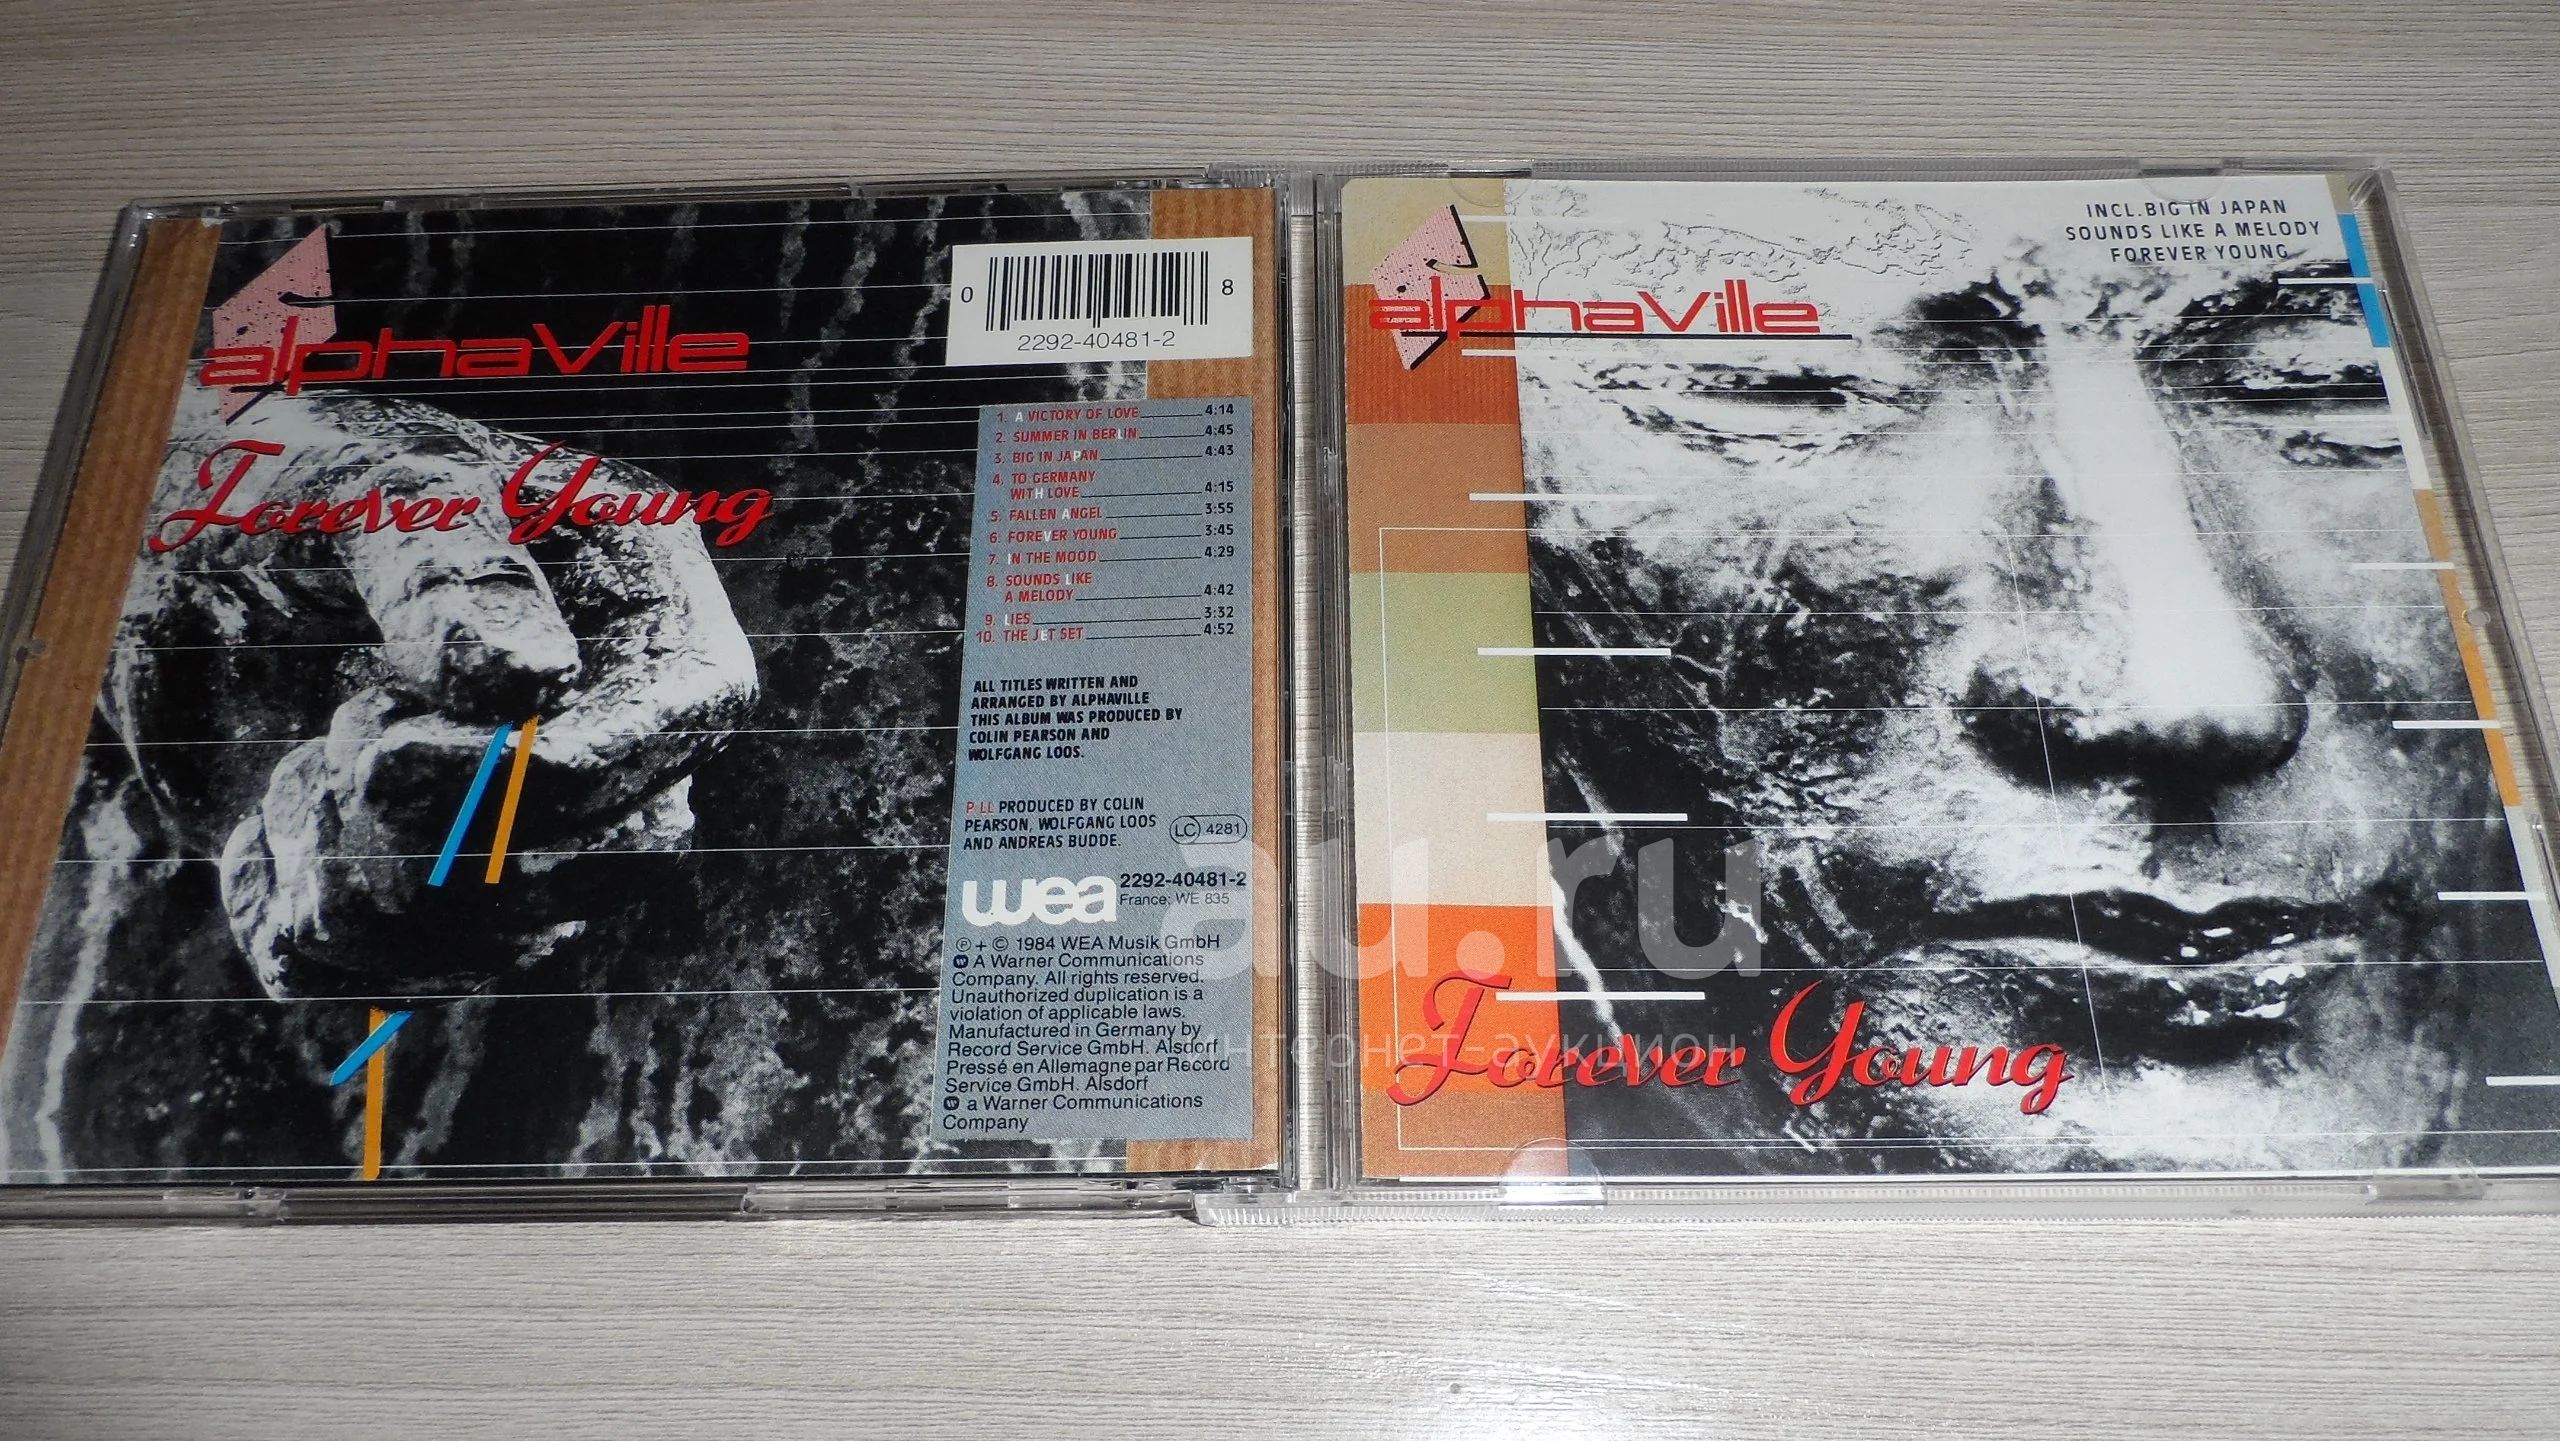 alphaville
Forever Young
0 8
2292-40481-2
1. A VICTORY OF LOVE 4:14
2. SUMMER IN BERLIN 4:45
3. BIG IN JAPAN 4:43
4. TO GERMANY
WITH LOVE 4:15
5. FALLEN ANGEL 3:55
6. FOREVER YOUNG 3:45
7. IN THE MOOD 4:29
8. SOUNDS LIKE
A MELODY 4:42
9. LIES 3:32
10. THE JET SET 4:52
ALL TITLES WRITTEN AND
ARRANGED BY ALPHAVILLE
THIS ALBUM WAS PRODUCED BY
COLIN PEARSON AND
WOLFGANG LOOS.
P LL PRODUCED BY COLIN
PEARSON, WOLFGANG LOOS
AND ANDREAS BUDDE.
LC 4281
wea 2292-40481-2
France: WE 835
℗ + © 1984 WEA Musik GmbH
A Warner Communications
Company. All rights reserved.
Unauthorized duplication is a
violation of applicable laws.
Manufactured in Germany by
Record Service GmbH. Alsdorf
Pressé en Allemagne par Record
Service GmbH. Alsdorf
a Warner Communications
Company
INCL. BIG IN JAPAN
SOUNDS LIKE A MELODY
FOREVER YOUNG
alphaville
Forever Young
au.ru
интернет-аукцион